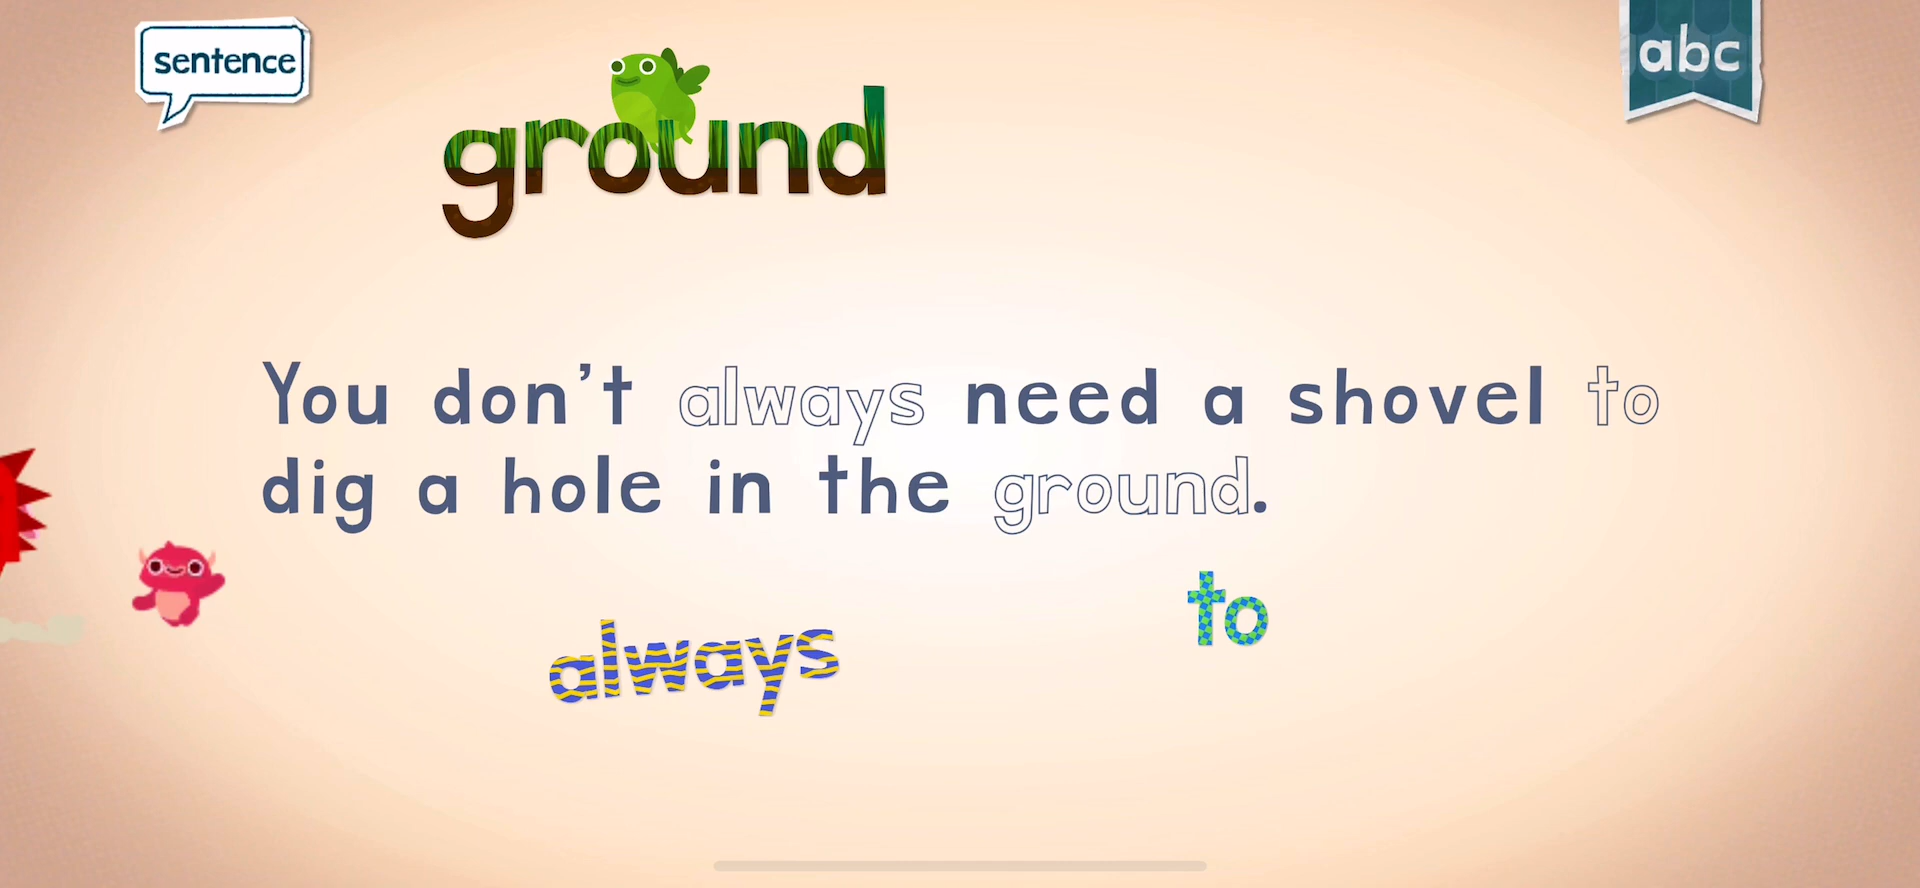 sentence
abc
ground
You don't always need a shovel to
dig a hole in the ground.
to
always